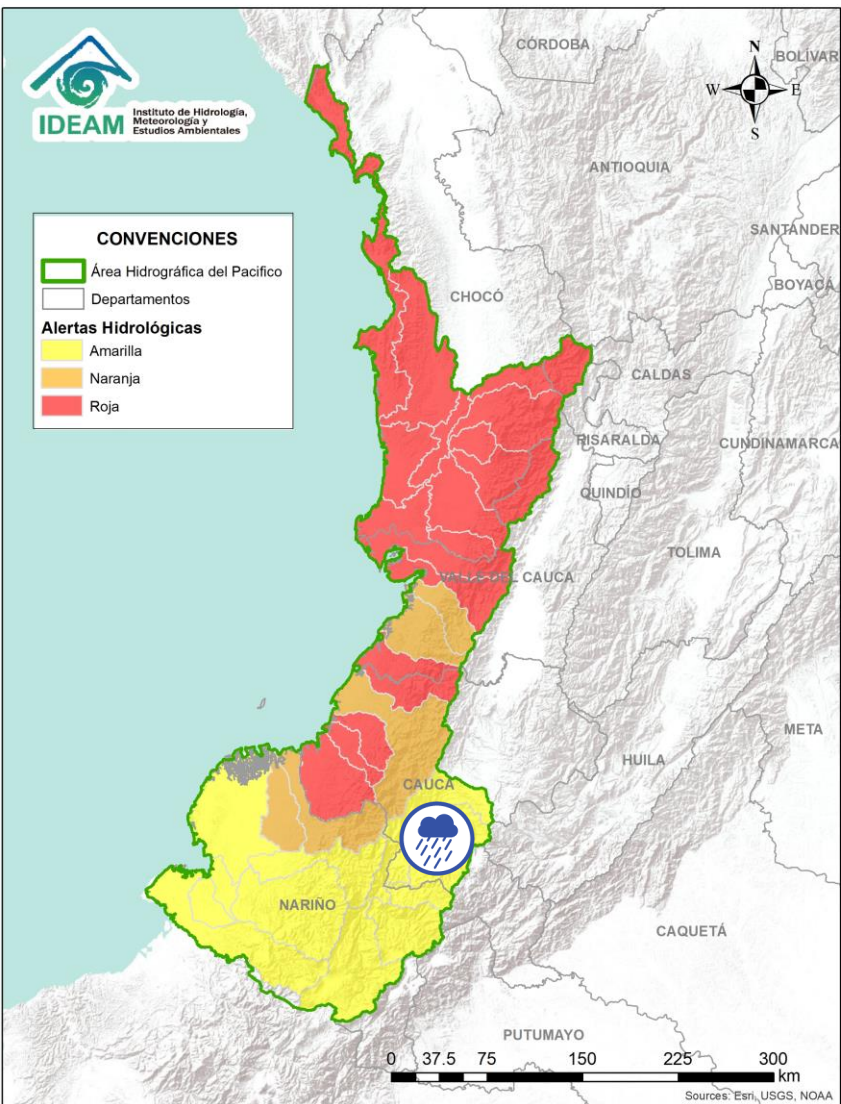 IDEAM
Instituto de Hidrología,
Meteorología y
Estudios Ambientales
CÓRDOBA
BOLÍVAR
N
W
E
S
ANTIOQUIA
SANTANDER
BOYACÁ
CONVENCIONES
Área Hidrográfica del Pacifico
Departamentos
Alertas Hidrológicas
Amarilla
Naranja
Roja
CHOCÓ
CALDAS
RISARALDA
CUNDINAMARCA
QUINDÍO
TOLIMA
VALLE DEL CAUCA
META
HUILA
CAUCA
NARIÑO
CAQUETÁ
PUTUMAYO
0 37.5 75 150 225 300
km
Sources: Esri, USGS, NOAA